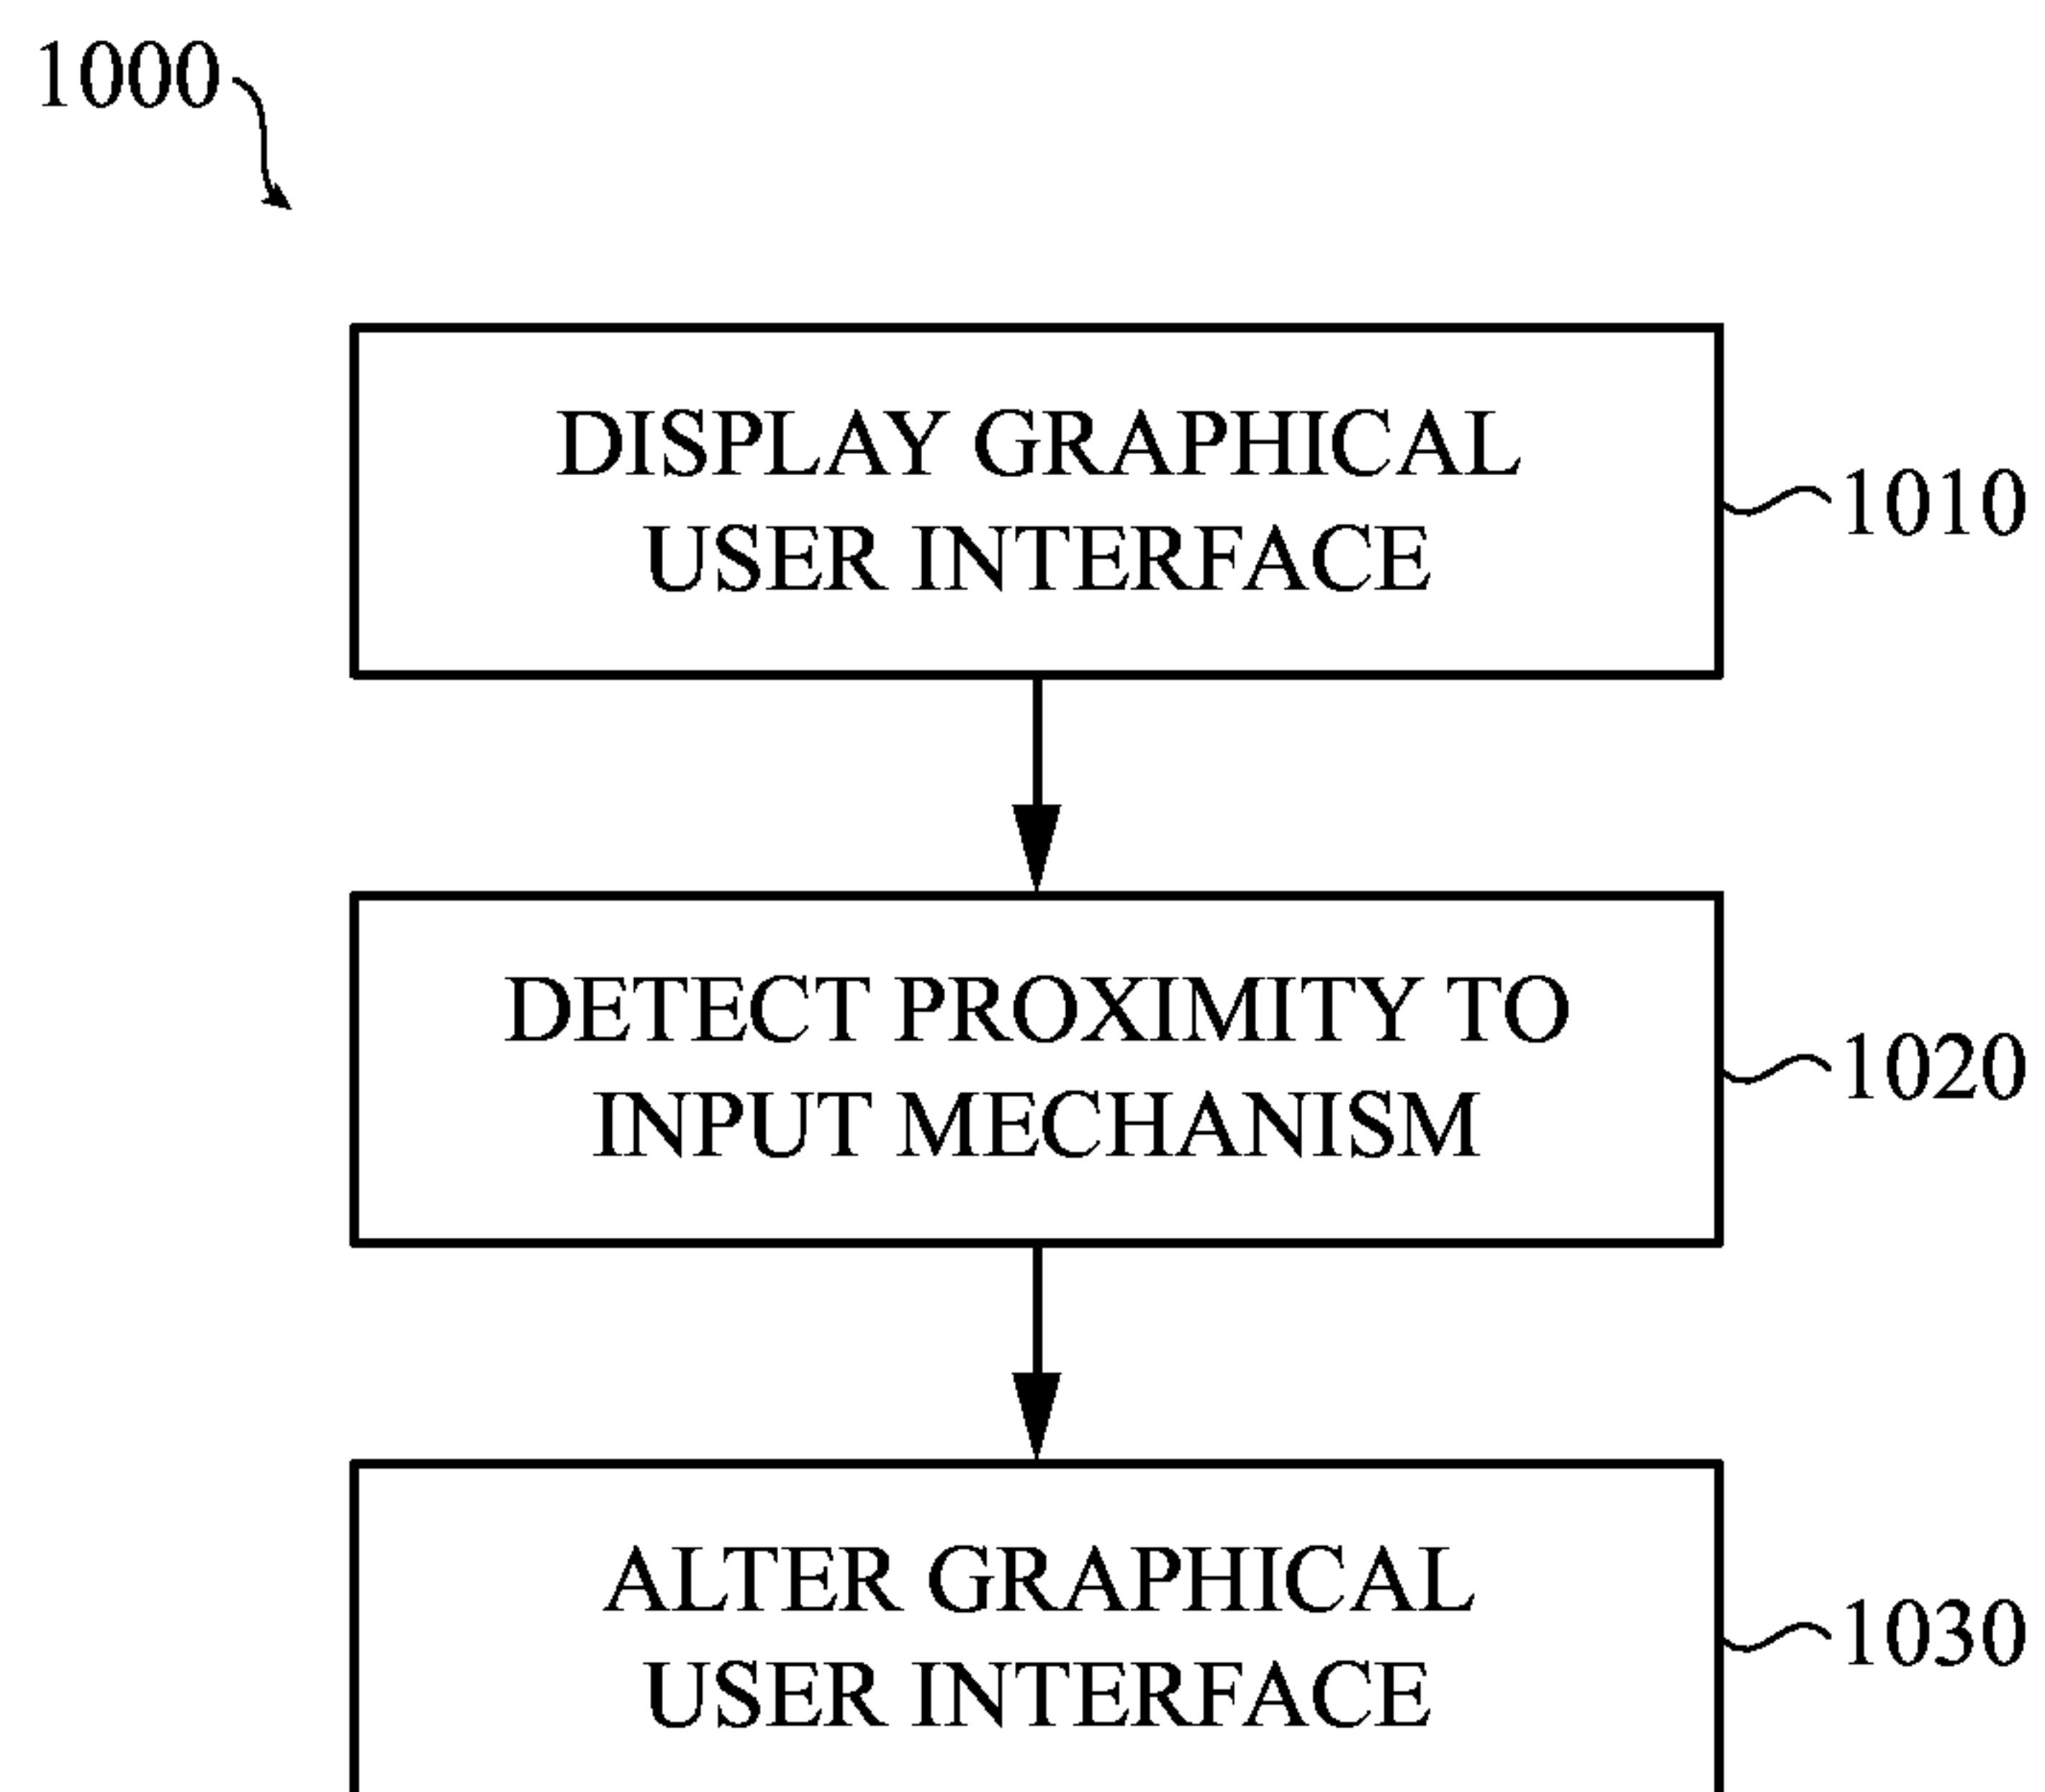 1000
DISPLAY GRAPHICAL
USER INTERFACE
1010
DETECT PROXIMITY TO
INPUT MECHANISM
1020
ALTER GRAPHICAL
USER INTERFACE
1030